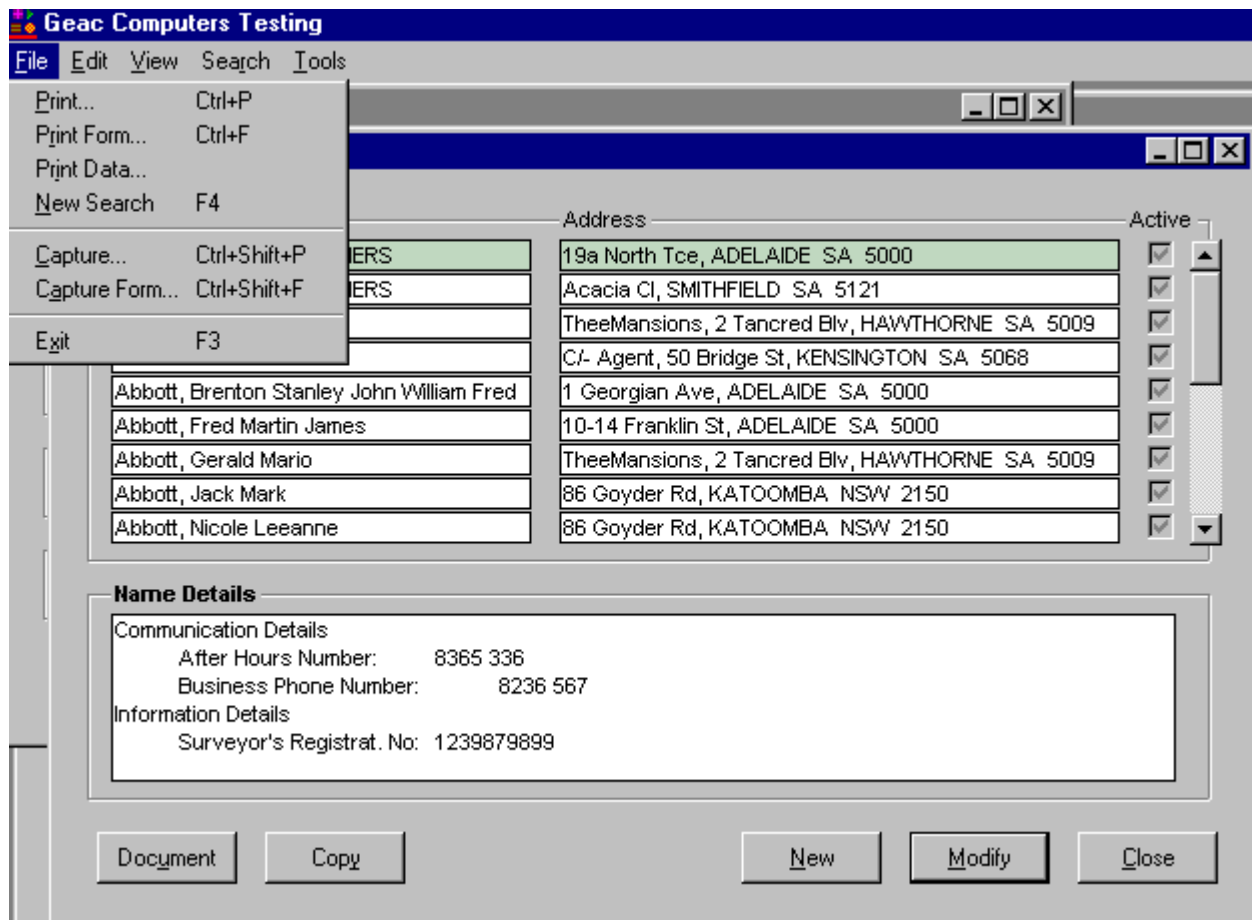 Geac Computers Testing
File Edit View Search Tools
Print... Ctrl+P
Print Form... Ctrl+F
Print Data...
New Search F4
Capture... Ctrl+Shift+P
Capture Form... Ctrl+Shift+F
Exit F3
Address Active
IERS 19a North Tce, ADELAIDE SA 5000
IERS Acacia Cl, SMITHFIELD SA 5121
TheeMansions, 2 Tancred Blv, HAWTHORNE SA 5009
C/- Agent, 50 Bridge St, KENSINGTON SA 5068
Abbott, Brenton Stanley John William Fred 1 Georgian Ave, ADELAIDE SA 5000
Abbott, Fred Martin James 10-14 Franklin St, ADELAIDE SA 5000
Abbott, Gerald Mario TheeMansions, 2 Tancred Blv, HAWTHORNE SA 5009
Abbott, Jack Mark 86 Goyder Rd, KATOOMBA NSW 2150
Abbott, Nicole Leeanne 86 Goyder Rd, KATOOMBA NSW 2150
Name Details
Communication Details
After Hours Number: 8365 336
Business Phone Number: 8236 567
Information Details
Surveyor's Registrat. No: 1239879899
Document Copy New Modify Close